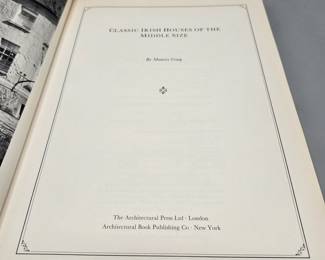 CLASSIC IRISH HOUSES OF THE
MIDDLE SIZE
By Maurice Craig
The Architectural Press Ltd · London
Architectural Book Publishing Co · New York